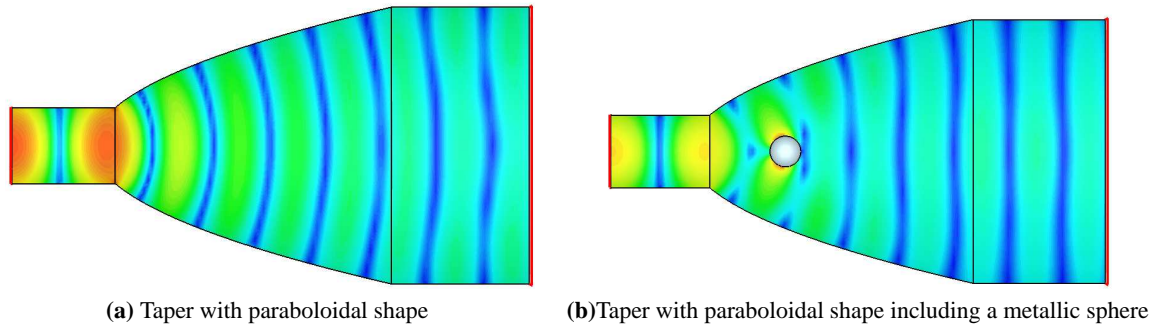 (a) Taper with paraboloidal shape
(b)Taper with paraboloidal shape including a metallic sphere